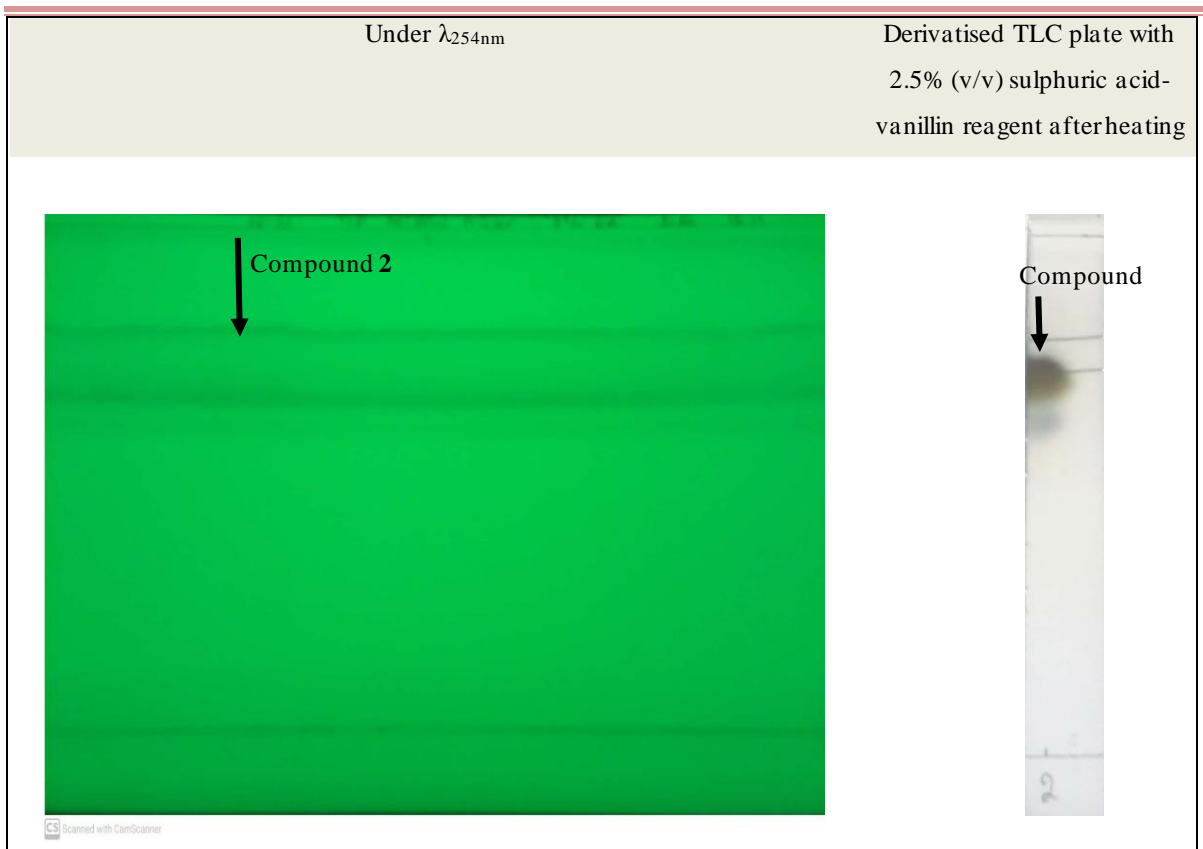 Under λ254nm
Derivatised TLC plate with
2.5% (v/v) sulphuric acid-
vanillin reagent after heating
Compound 2
Compound
2
CS Scanned with CamScanner